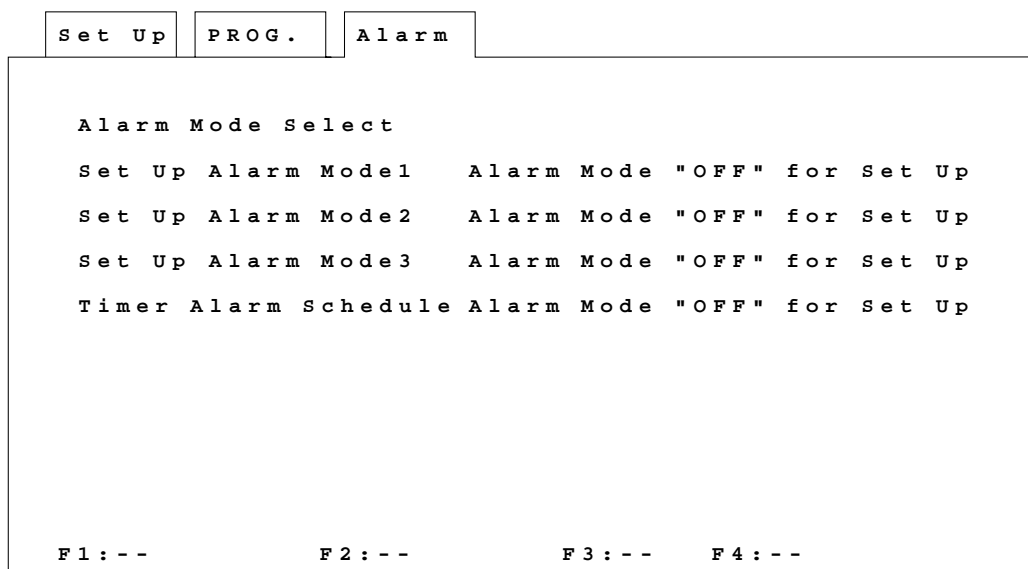 Set Up PROG. Alarm
Alarm Mode Select
Set Up Alarm Mode1 Alarm Mode "OFF" for Set Up
Set Up Alarm Mode2 Alarm Mode "OFF" for Set Up
Set Up Alarm Mode3 Alarm Mode "OFF" for Set Up
Timer Alarm Schedule Alarm Mode "OFF" for Set Up
F1:-- F2:-- F3:-- F4:--